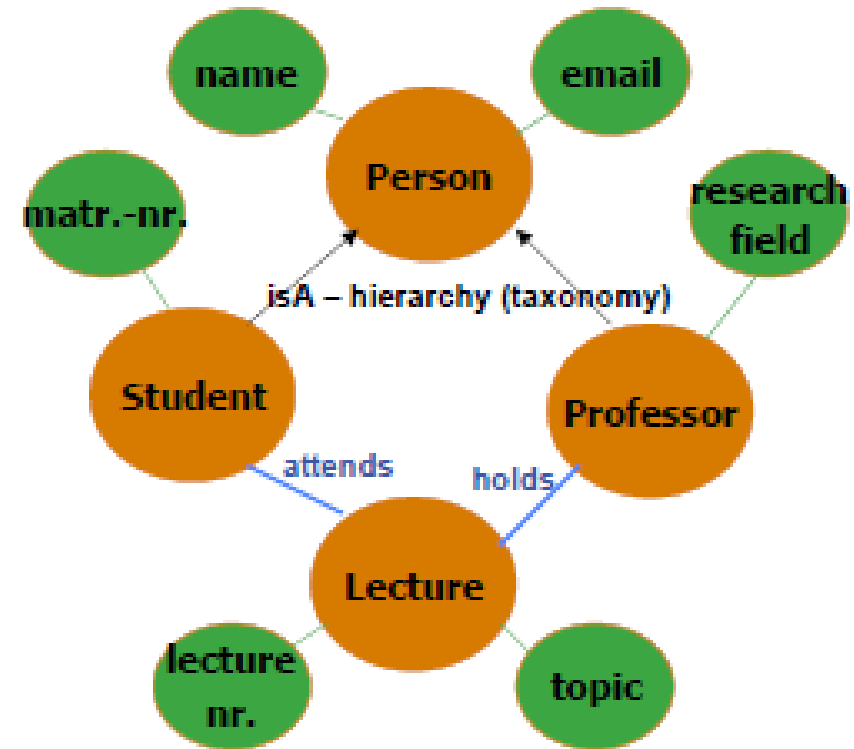 name
email
Person
matr.-nr.
research
field
isA – hierarchy (taxonomy)
Student
Professor
attends
holds
Lecture
lecture
nr.
topic